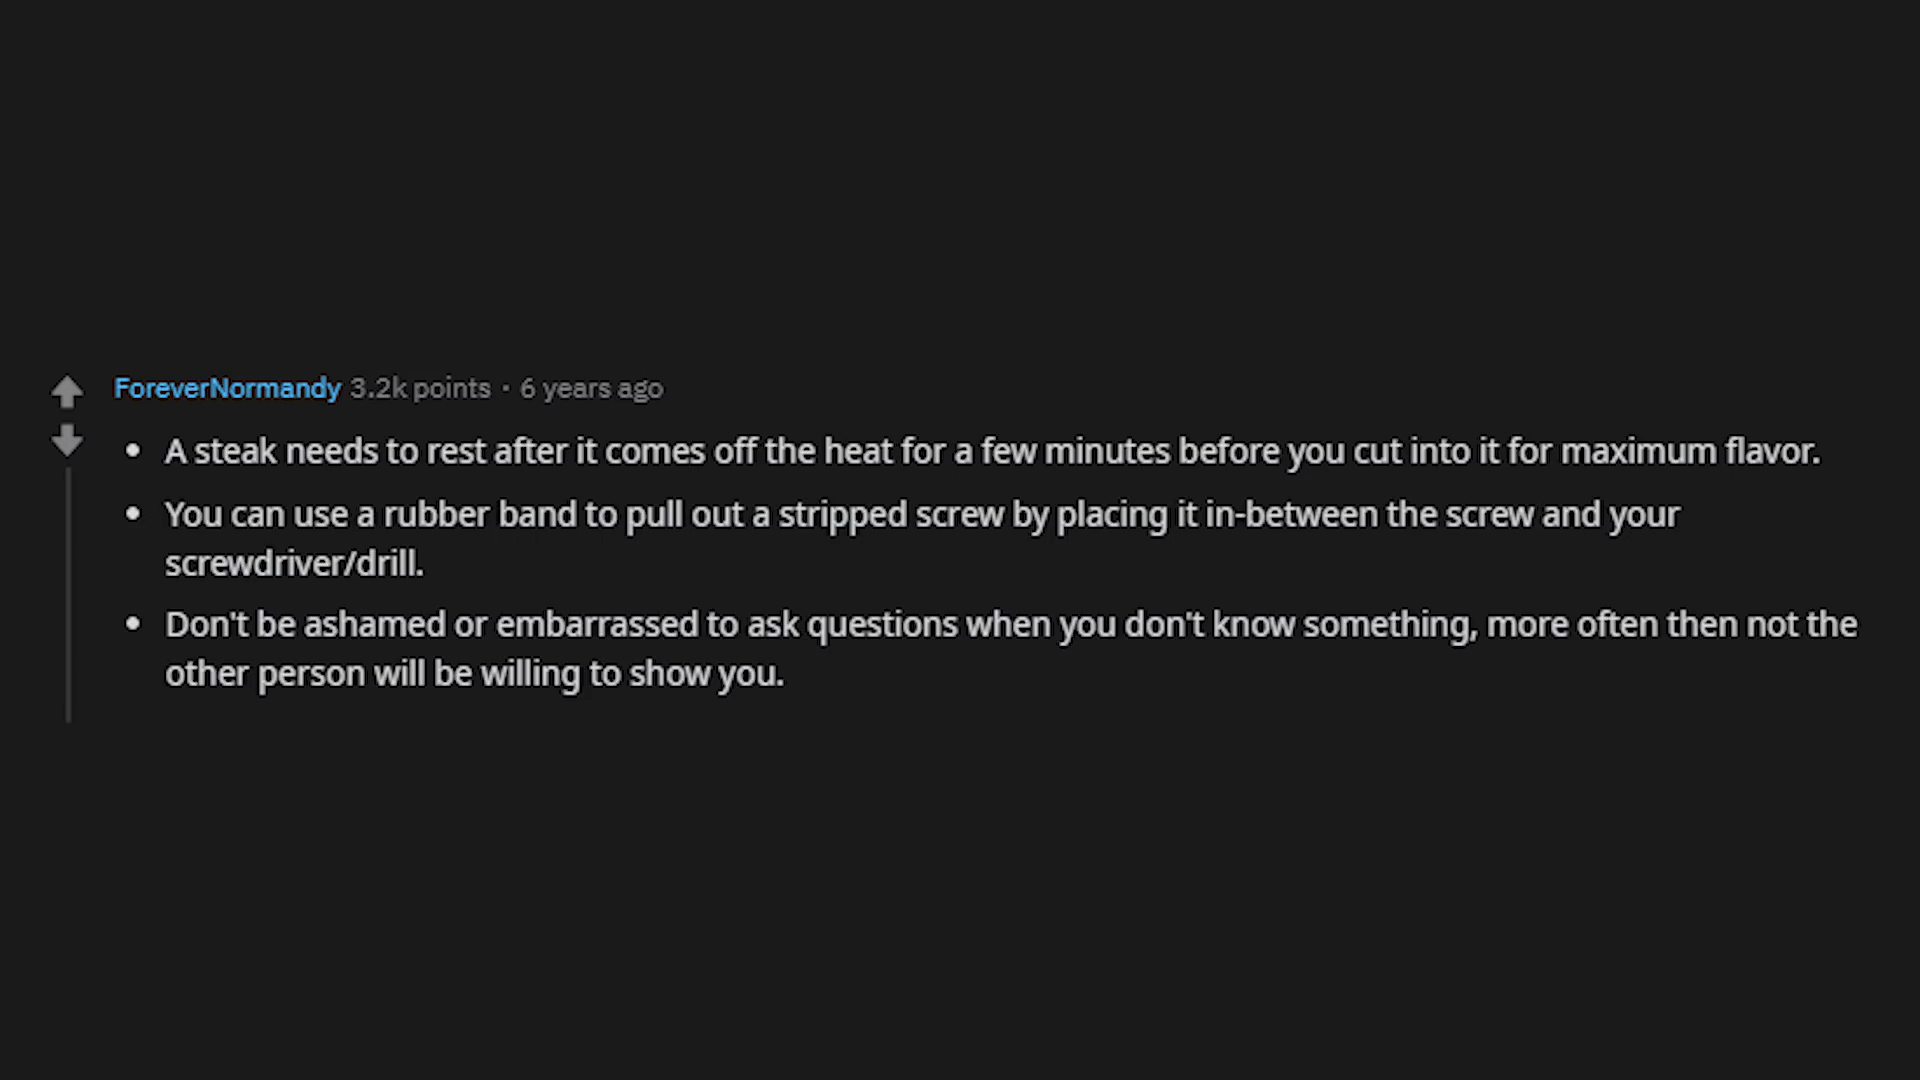 ForeverNormandy 3.2k points · 6 years ago
• A steak needs to rest after it comes off the heat for a few minutes before you cut into it for maximum flavor.
• You can use a rubber band to pull out a stripped screw by placing it in-between the screw and your
screwdriver/drill.
• Don't be ashamed or embarrassed to ask questions when you don't know something, more often then not the
other person will be willing to show you.